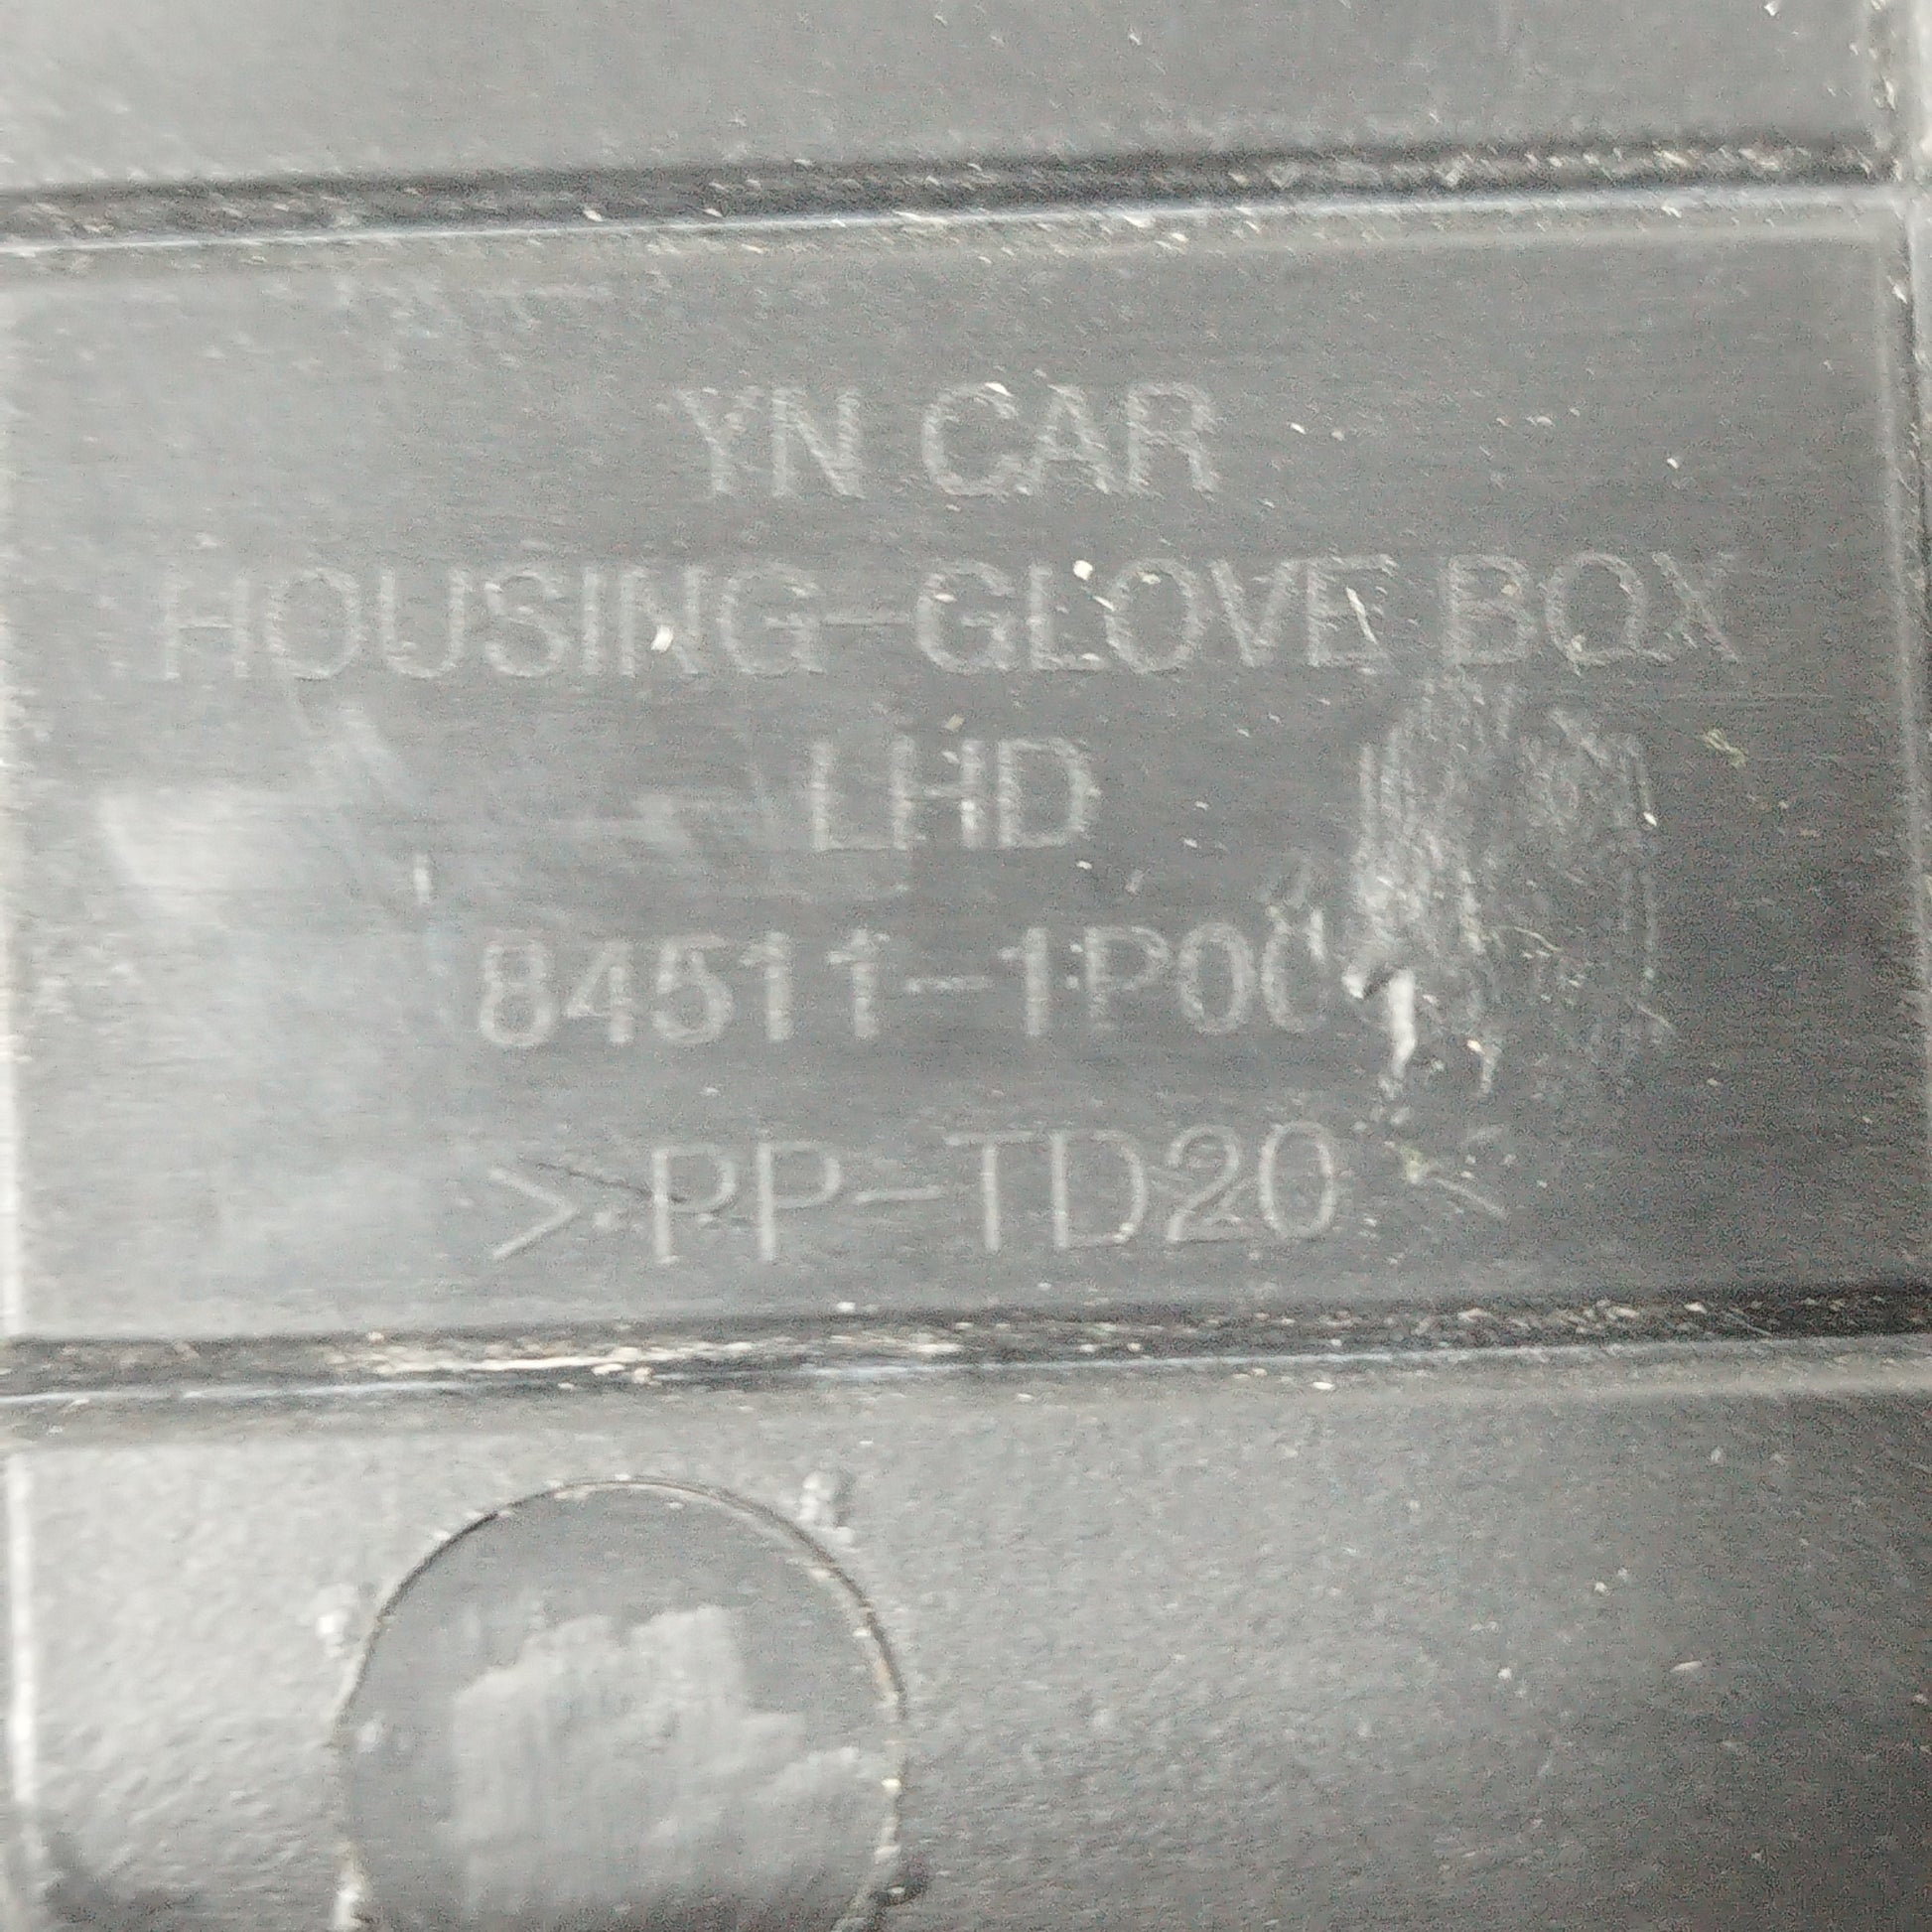 YN CAR
HOUSING-GLOVE BOX
LHD
84511-1P00
>PP-TD20